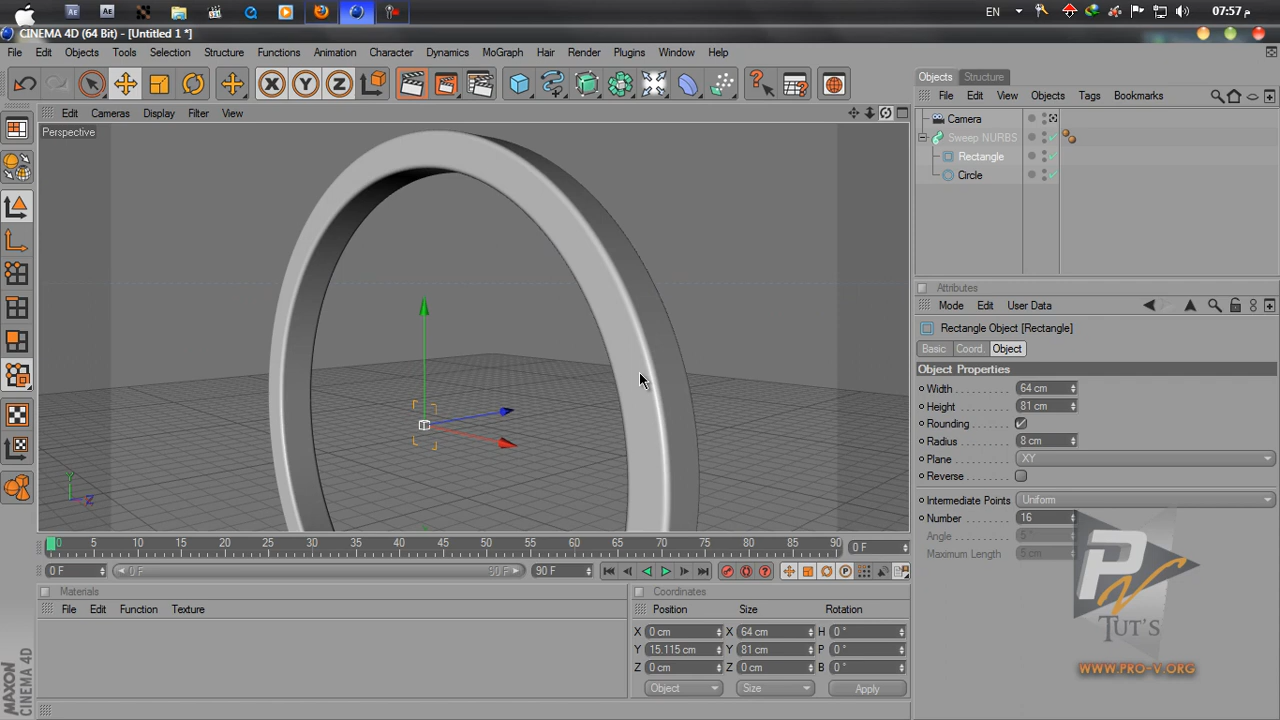 EN
07:57 م
CINEMA 4D (64 Bit) - [Untitled 1 *]
File Edit Objects Tools Selection Structure Functions Animation Character Dynamics MoGraph Hair Render Plugins Window Help
Edit Cameras Display Filter View
Perspective
Objects Structure
File Edit View Objects Tags Bookmarks
Camera
Sweep NURBS
Rectangle
Circle
Attributes
Mode Edit User Data
Rectangle Object [Rectangle]
Basic Coord. Object
Object Properties
Width 64 cm
Height 81 cm
Rounding
Radius 8 cm
Plane XY
Reverse
Intermediate Points Uniform
Number 16
Angle 5 °
Maximum Length 5 cm
0 5 10 15 20 25 30 35 40 45 50 55 60 65 70 75 80 85 90 0 F
0 F 0 F 90 F 90 F
Materials
File Edit Function Texture
Coordinates
Position Size Rotation
X 0 cm X 64 cm H 0 °
Y 15.115 cm Y 81 cm P 0 °
Z 0 cm Z 0 cm B 0 °
Object Size Apply
MAXON
CINEMA 4D
PV
TUT'S
WWW.PRO-V.ORG